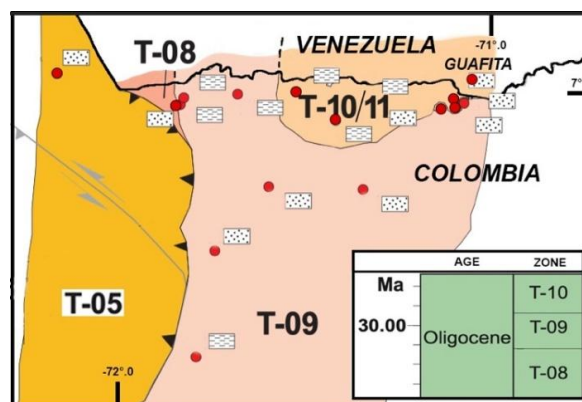 VENEZUELA
-71°.0
T-08
GUAFITA
T-10/11
7°
COLOMBIA
T-05
T-09
-72°.0
AGE
ZONE
Ma
T-10
30.00
Oligocene
T-09
T-08